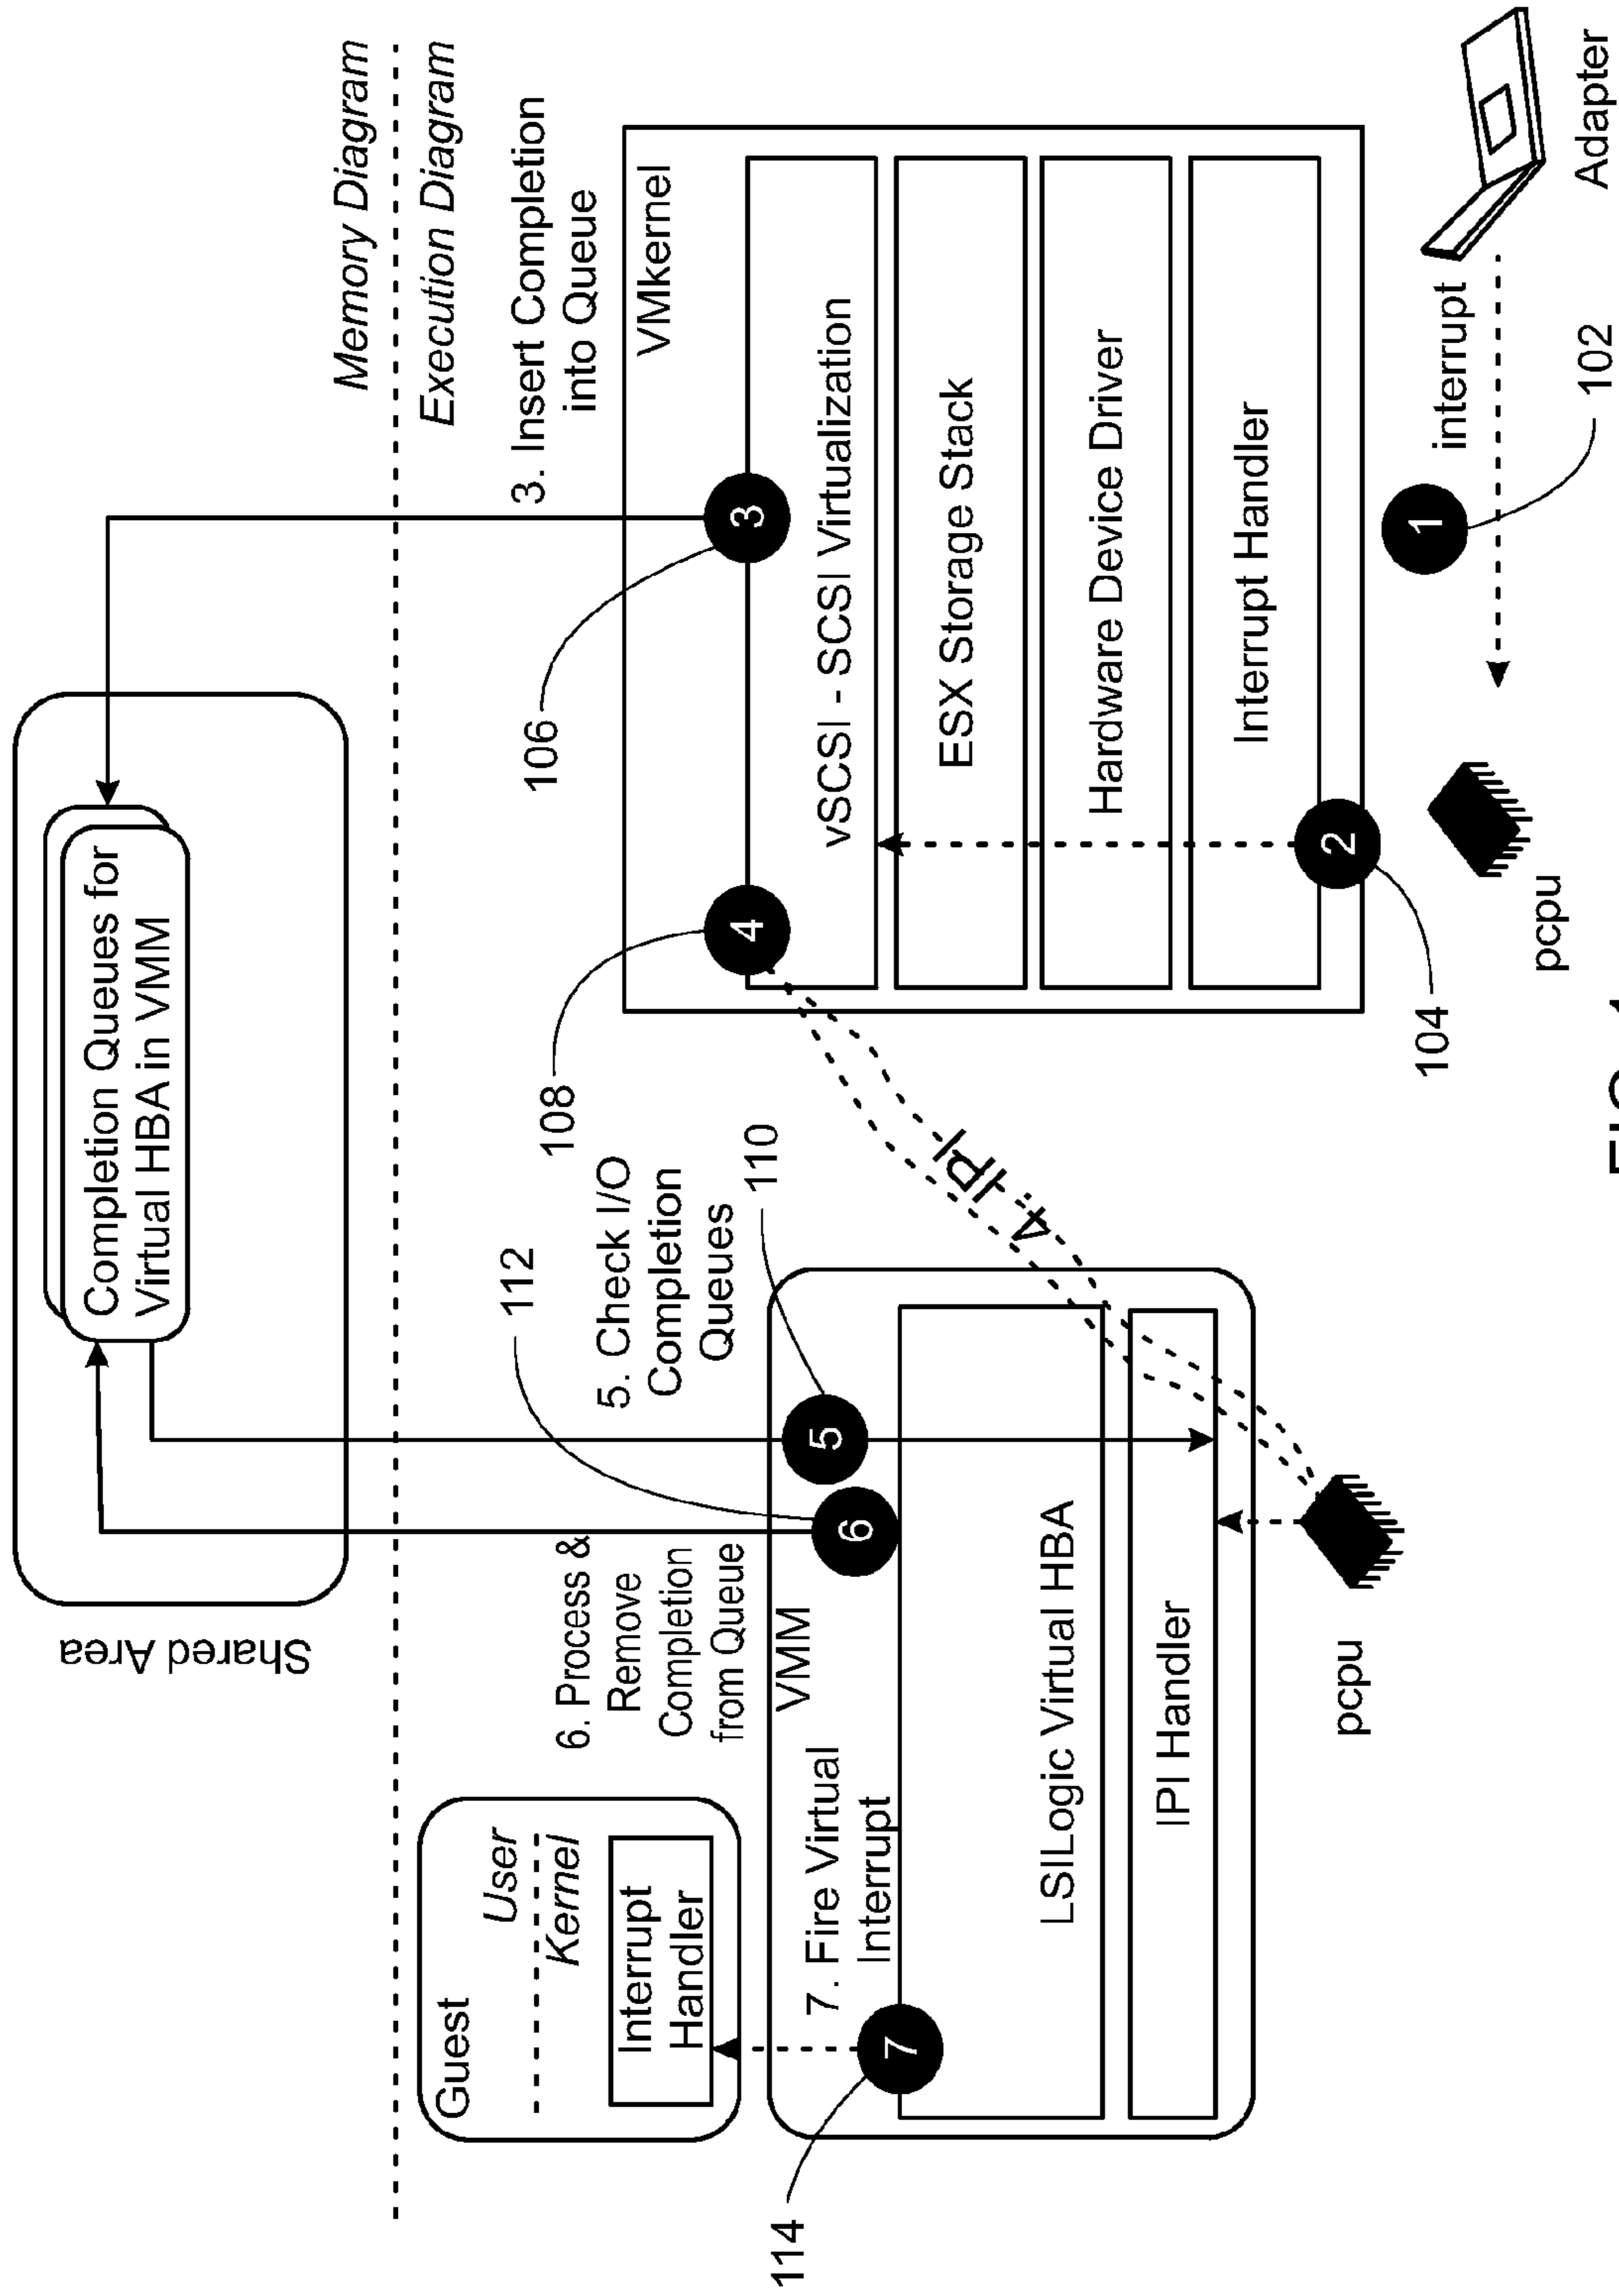 Shared Area
Completion Queues for
Virtual HBA in VMM
Memory Diagram
Execution Diagram
Guest
User
Kernel
Interrupt
Handler
6. Process &
Remove
Completion
from Queue
112
5. Check I/O
Completion
Queues
110
108
106
3. Insert Completion
into Queue
114
7. Fire Virtual
Interrupt
VMM
7
6
5
LSILogic Virtual HBA
IPI Handler
pcpu
4. IPI
VMkernel
4
3
vSCSI - SCSI Virtualization
ESX Storage Stack
Hardware Device Driver
Interrupt Handler
2
104
pcpu
1
interrupt
102
Adapter